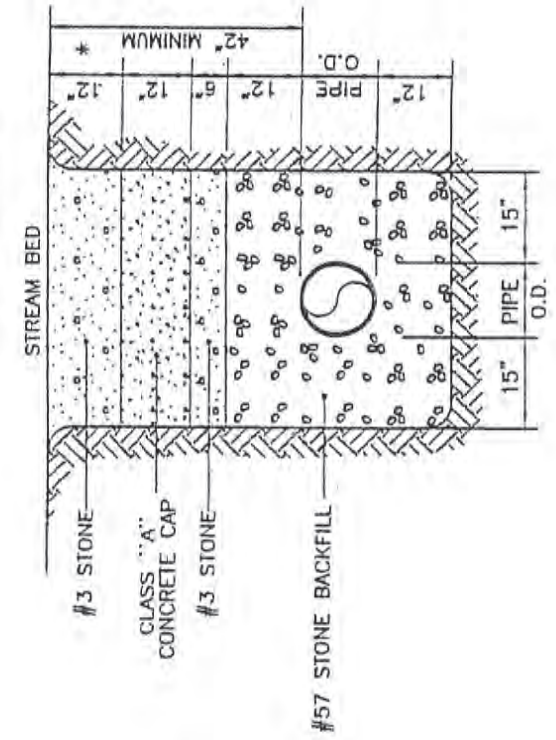 STREAM BED
#3 STONE
CLASS "A"
CONCRETE CAP
#3 STONE
#57 STONE BACKFILL
*
42" MINIMUM
12"
12"
6"
12"
PIPE
O.D.
12"
15"
PIPE
O.D.
15"